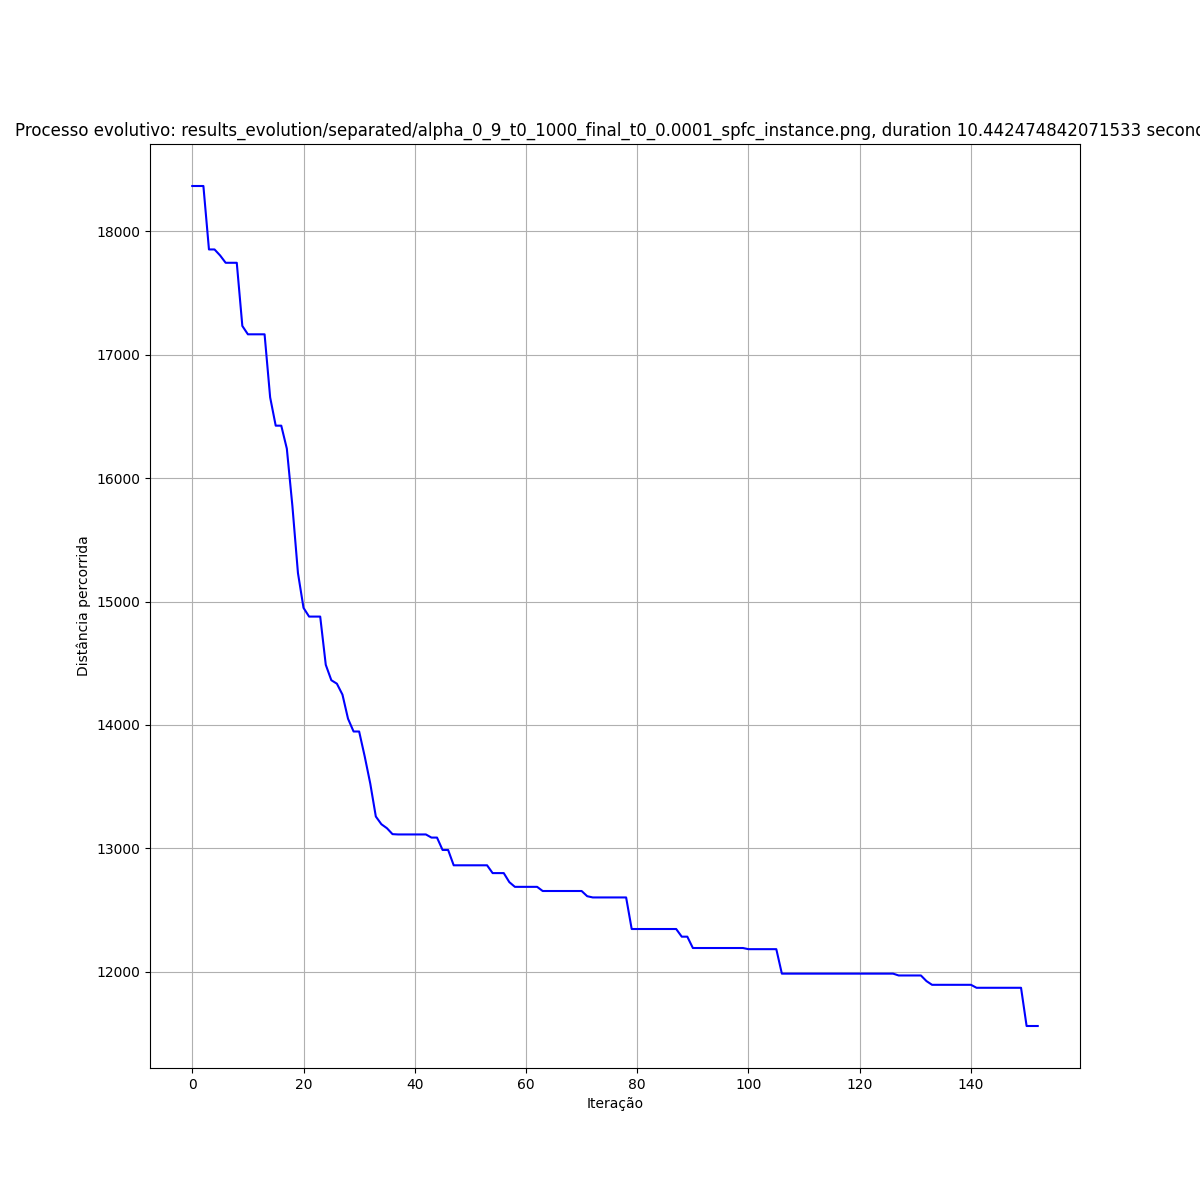 Processo evolutivo: results_evolution/separated/alpha_0_9_t0_1000_final_t0_0.0001_spfc_instance.png, duration 10.442474842071533 secon
18000
17000
16000
15000
14000
13000
12000
Distância percorrida
0 20 40 60 80 100 120 140
Iteração